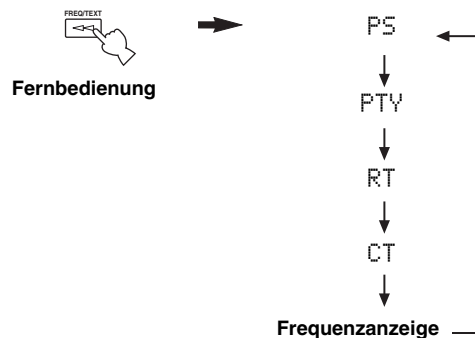 FREQ/TEXT
Fernbedienung
PS
PTY
RT
CT
Frequenzanzeige